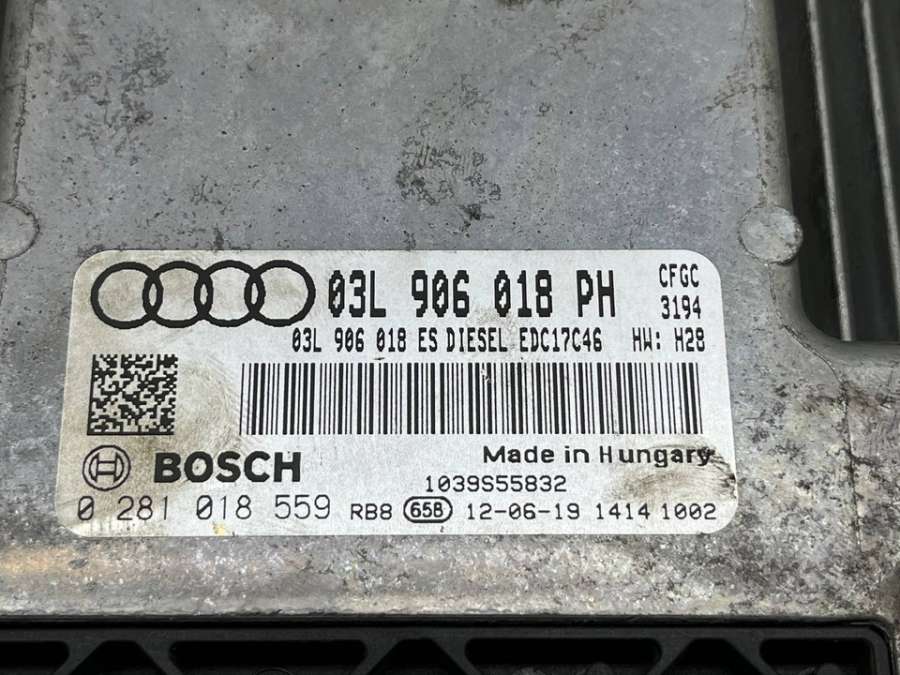 03L 906 018 PH CFGC
3194
03L 906 018 ES DIESEL EDC17C46 HW: H28
Made in Hungary
BOSCH
1039S55832
0 281 018 559 RB8 65B 12-06-19 1414 1002